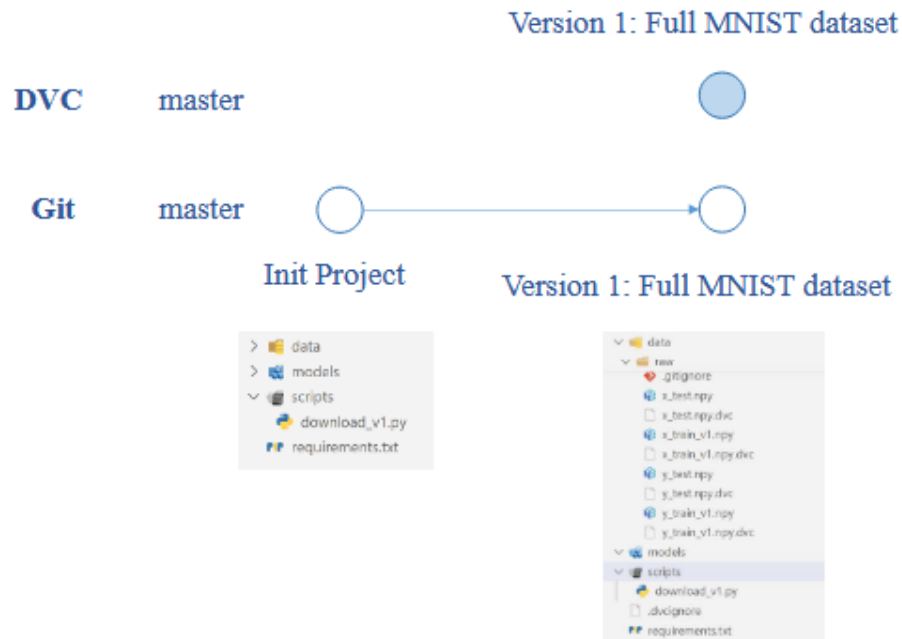 Version 1: Full MNIST dataset
DVC master
Git master
Init Project
Version 1: Full MNIST dataset
data
models
scripts
download_v1.py
requirements.txt
data
raw
.gitignore
x_test.npy
x_test.npy.dvc
x_train_v1.npy
x_train_v1.npy.dvc
y_test.npy
y_test.npy.dvc
y_train_v1.npy
y_train_v1.npy.dvc
models
scripts
download_v1.py
.dvcignore
requirements.txt